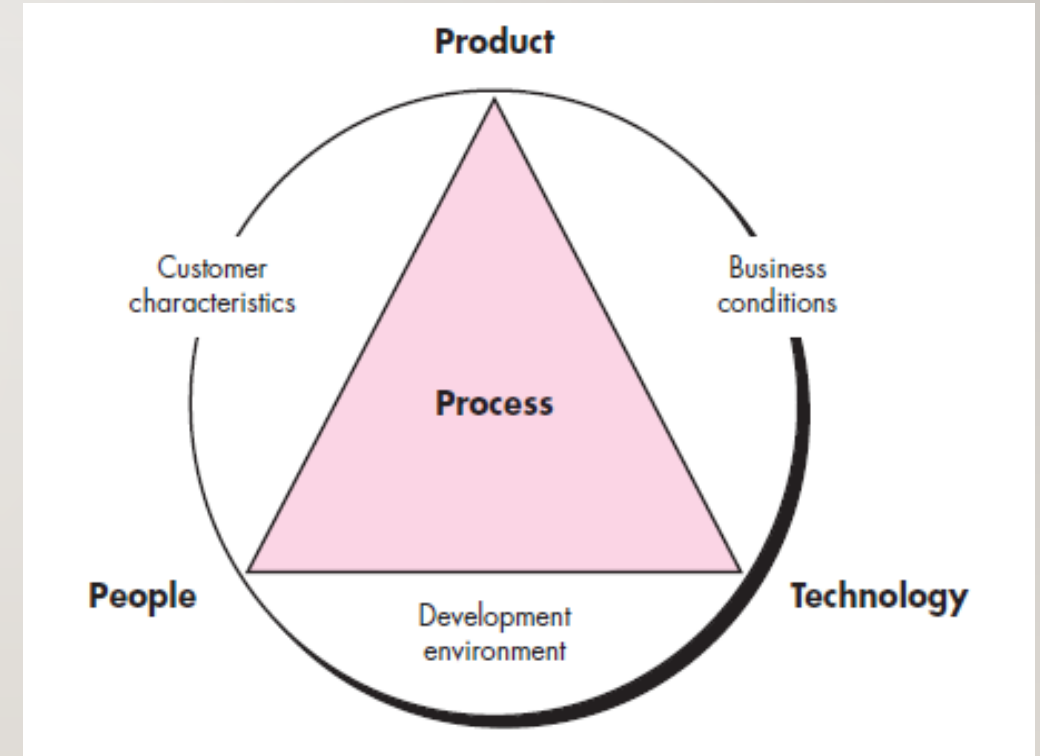 Product
Customer
characteristics
Business
conditions
Process
People
Technology
Development
environment